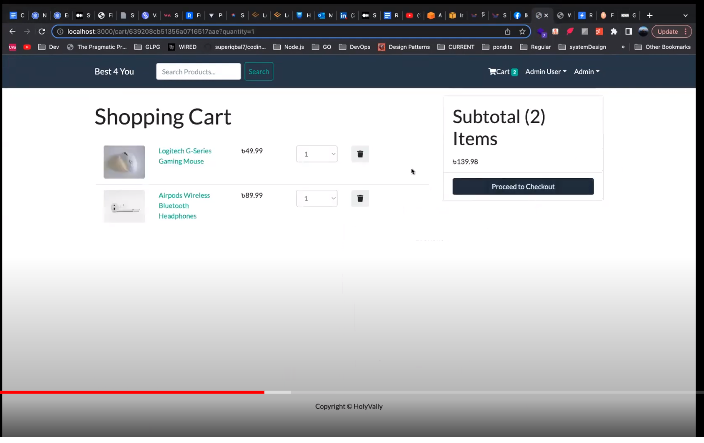 localhost:3000/cart/639208cb51356a0716617aae?quantity=1
Update
Dev
The Pragmatic Pr...
GLPG
WIRED
superiqbal7/codin...
Node.js
GO
DevOps
Design Patterns
CURRENT
pondits
Regular
systemDesign
»
Other Bookmarks
Best 4 You
Search Products...
Search
Cart 2
Admin User
Admin
Shopping Cart
Logitech G-Series
Gaming Mouse
৳49.99
1
Airpods Wireless
Bluetooth
Headphones
৳89.99
1
Subtotal (2)
Items
৳139.98
Proceed to Checkout
Copyright © HolyVally